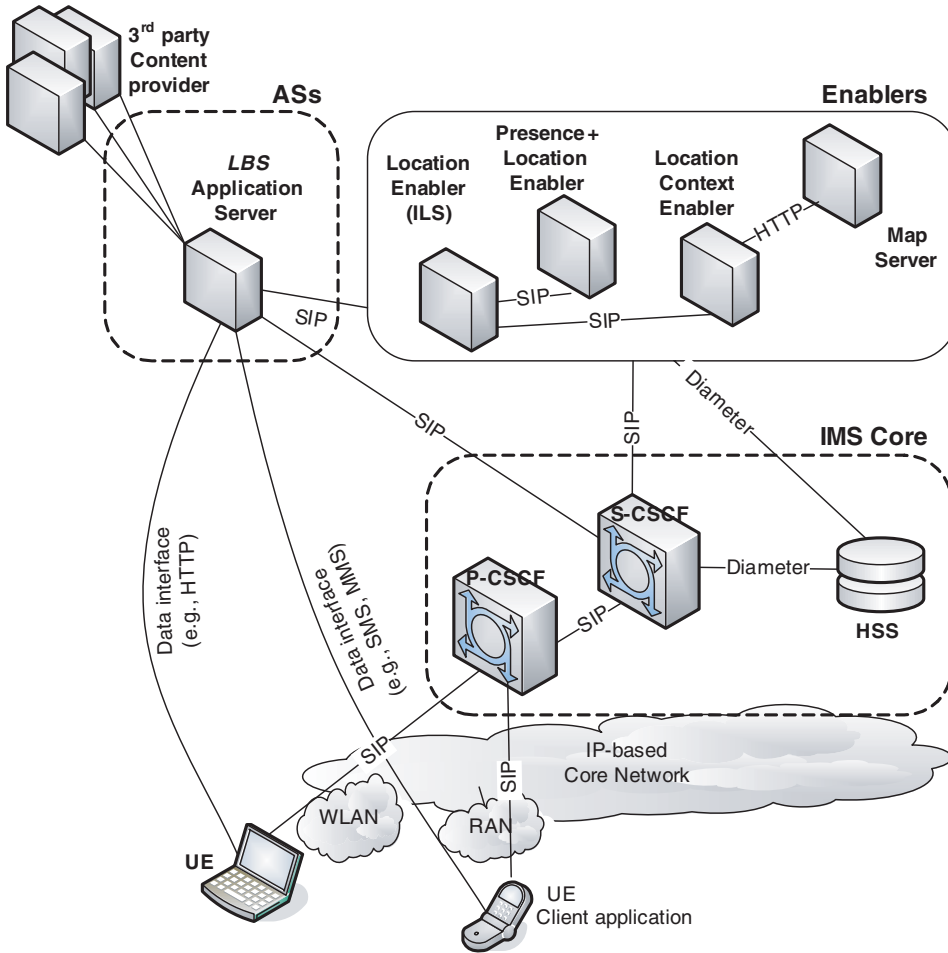 3rd party
Content
provider
ASs
Enablers
LBS
Application
Server
Location
Enabler
(ILS)
Presence +
Location
Enabler
Location
Context
Enabler
HTTP
Map
Server
SIP
SIP
SIP
SIP
SIP
Diameter
IMS Core
S-CSCF
P-CSCF
Diameter
SIP
HSS
Data interface
(e.g., HTTP)
Data interface
(e.g., SMS, MMS)
SIP
SIP
IP-based
Core Network
WLAN
RAN
UE
UE
Client application